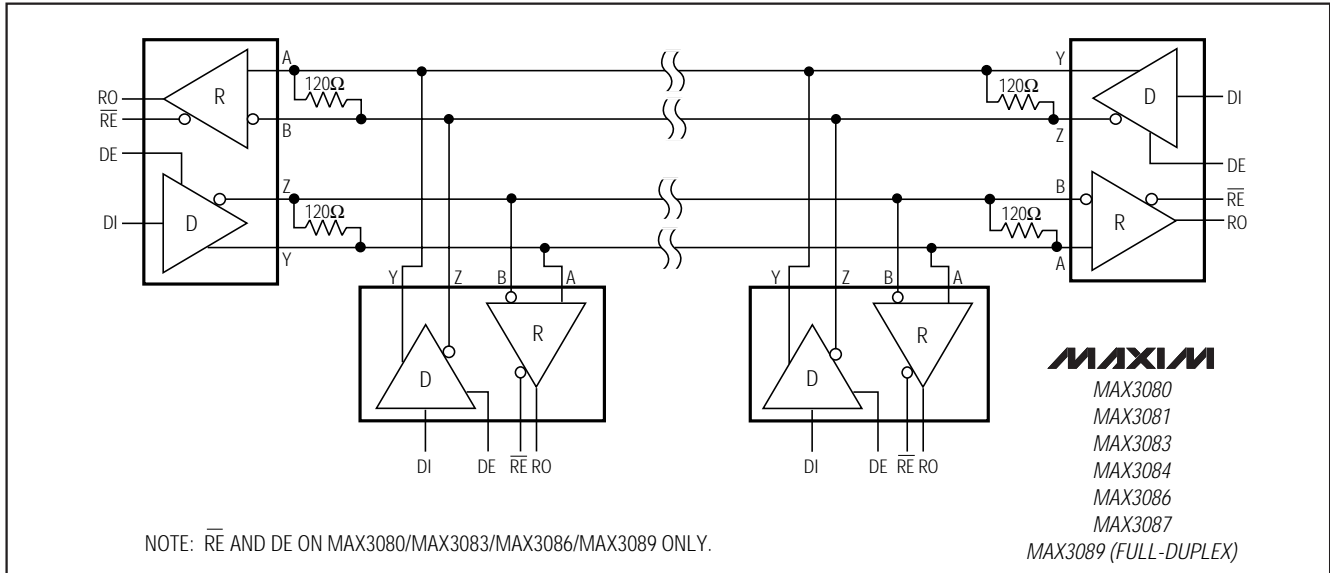 A
120Ω
RO
R
RE
B
DE
Z
120Ω
DI
D
Y
Y
120Ω
D
DI
Z
DE
B
RE
120Ω
R
RO
A
Y Z B A
R
D
DI DE RE RO
Y Z B A
R
D
DI DE RE RO
MAXIM
MAX3080
MAX3081
MAX3083
MAX3084
MAX3086
MAX3087
MAX3089 (FULL-DUPLEX)
NOTE: RE AND DE ON MAX3080/MAX3083/MAX3086/MAX3089 ONLY.